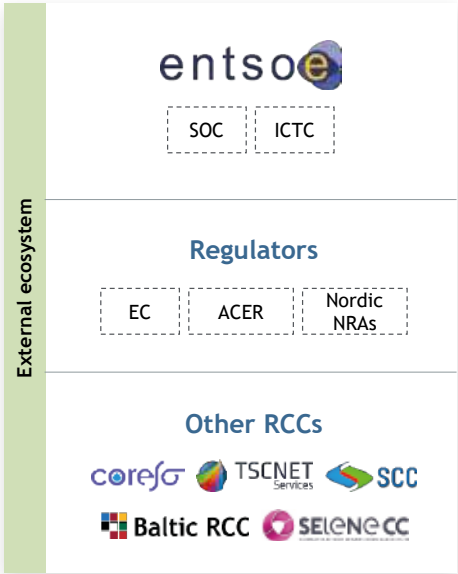 External ecosystem
entsoe
SOC ICTC
Regulators
EC ACER Nordic
NRAs
Other RCCs
coreso TSCNET SCC
Services
Baltic RCC SELENE CC